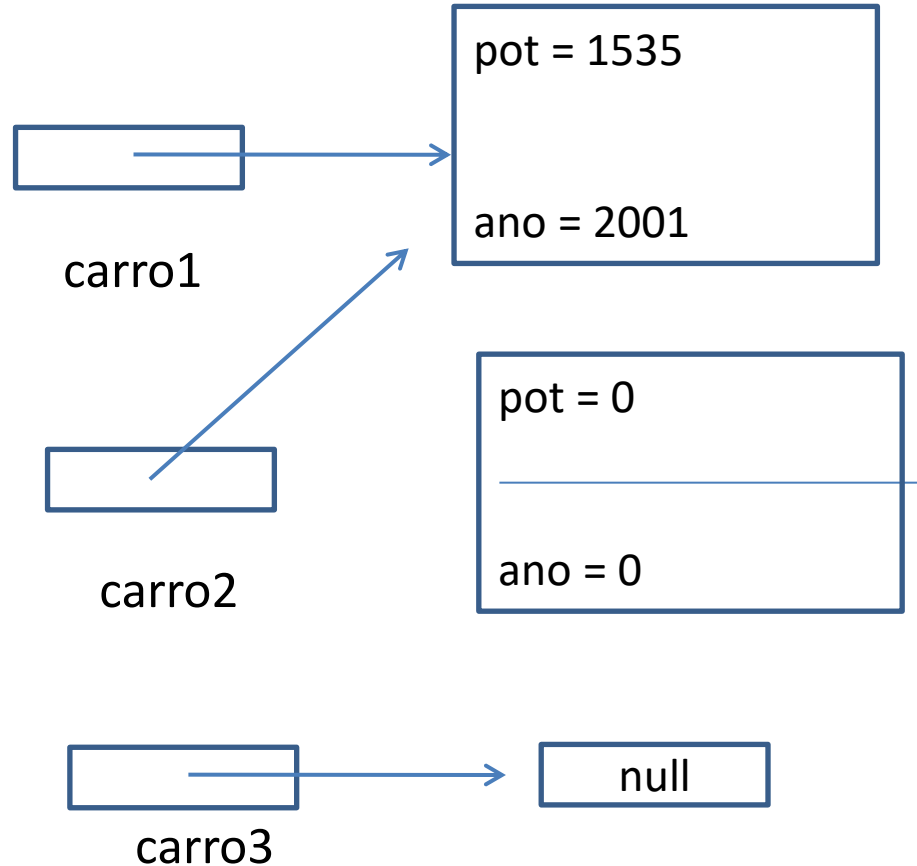 pot = 1535
ano = 2001
carro1
pot = 0
ano = 0
carro2
null
carro3